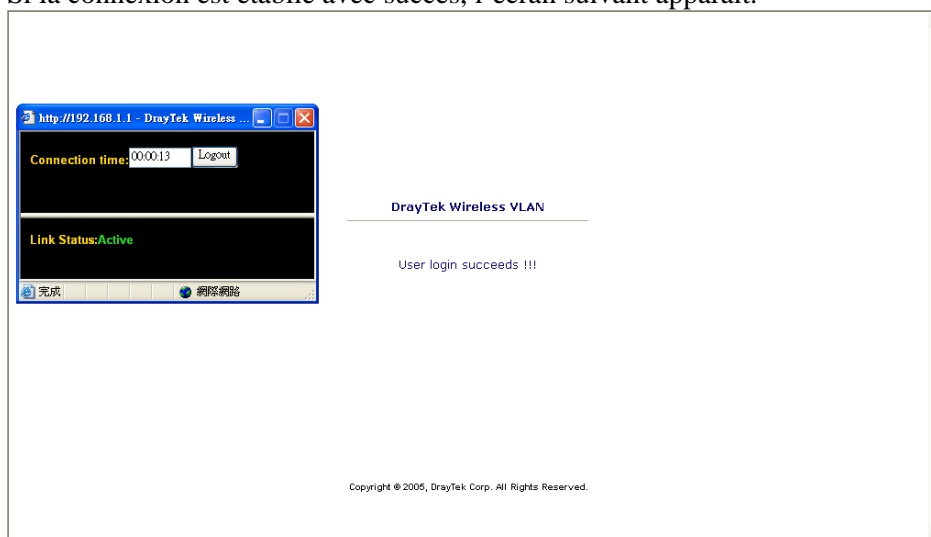 Si la connexion est établie avec succès, l'écran suivant apparaît.
http://192.168.1.1 - DrayTek Wireless ...
Connection time: 00:00:13 Logout
Link Status:Active
完成 網際網路
DrayTek Wireless VLAN
User login succeeds !!!
Copyright © 2005, DrayTek Corp. All Rights Reserved.